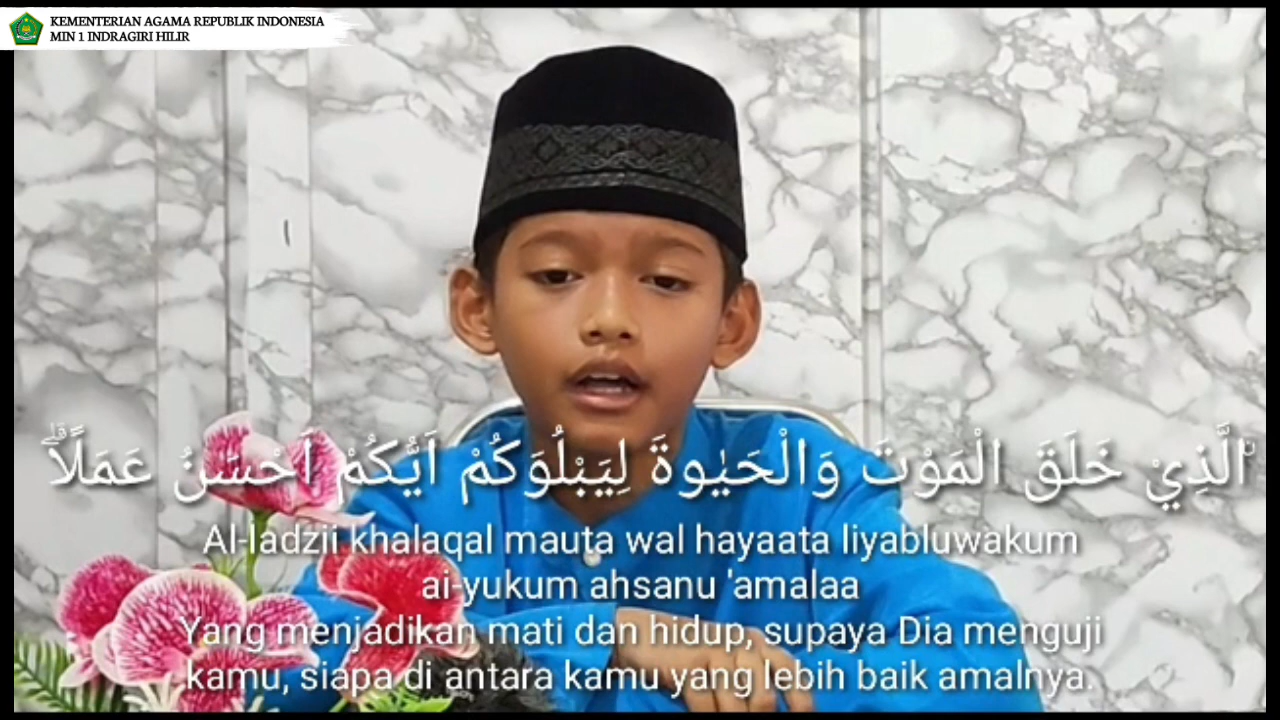 KEMENTERIAN AGAMA REPUBLIK INDONESIA
MIN 1 INDRAGIRI HILIR
ۨالَّذِيْ خَلَقَ الْمَوْتَ وَالْحَيٰوةَ لِيَبْلُوَكُمْ اَيُّكُمْ اَحْسَنُ عَمَلًاۗ
Al-ladzii khalaqal mauta wal hayaata liyabluwakum
ai-yukum ahsanu 'amalaa
Yang menjadikan mati dan hidup, supaya Dia menguji
kamu, siapa di antara kamu yang lebih baik amalnya.